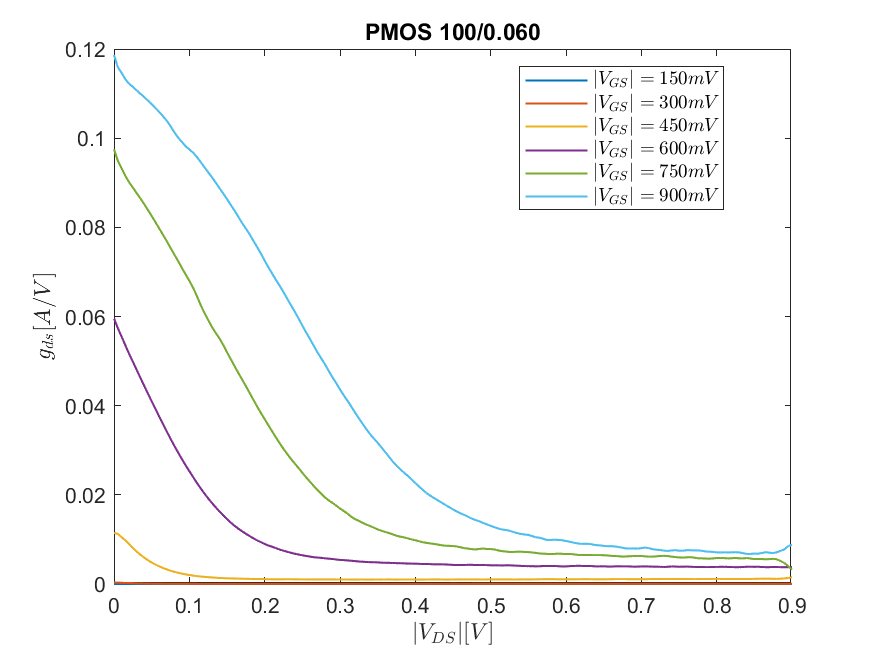 PMOS 100/0.060
0.12
0.1
0.08
0.06
0.04
0.02
0
g_{ds}[A/V]
|V_{GS}| = 150mV
|V_{GS}| = 300mV
|V_{GS}| = 450mV
|V_{GS}| = 600mV
|V_{GS}| = 750mV
|V_{GS}| = 900mV
0 0.1 0.2 0.3 0.4 0.5 0.6 0.7 0.8 0.9
|V_{DS}|[V]